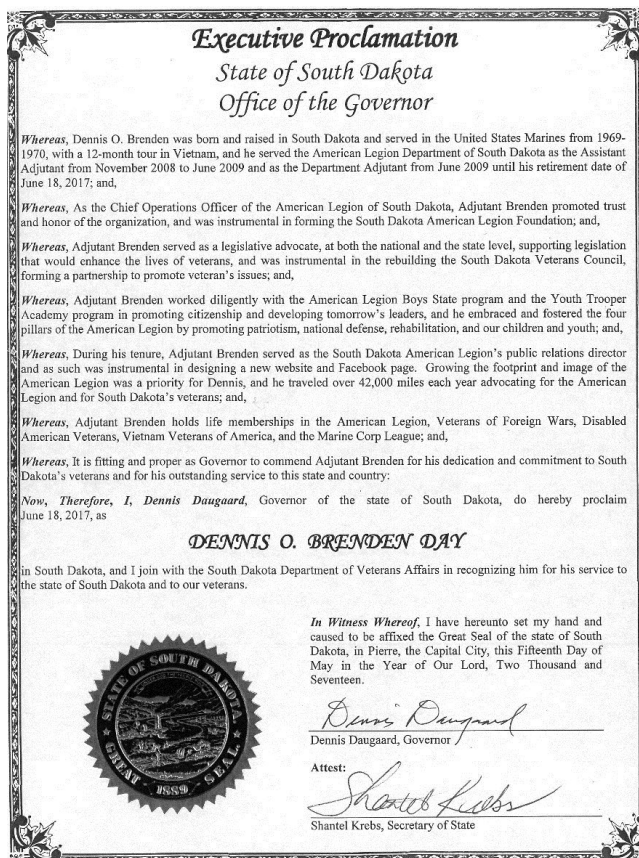 Executive Proclamation
State of South Dakota
Office of the Governor
Whereas, Dennis O. Brenden was born and raised in South Dakota and served in the United States Marines from 1969-
1970, with a 12-month tour in Vietnam, and he served the American Legion Department of South Dakota as the Assistant
Adjutant from November 2008 to June 2009 and as the Department Adjutant from June 2009 until his retirement date of
June 18, 2017; and,
Whereas, As the Chief Operations Officer of the American Legion of South Dakota, Adjutant Brenden promoted trust
and honor of the organization, and was instrumental in forming the South Dakota American Legion Foundation; and,
Whereas, Adjutant Brenden served as a legislative advocate, at both the national and the state level, supporting legislation
that would enhance the lives of veterans, and was instrumental in the rebuilding the South Dakota Veterans Council,
forming a partnership to promote veteran's issues; and,
Whereas, Adjutant Brenden worked diligently with the American Legion Boys State program and the Youth Trooper
Academy program in promoting citizenship and developing tomorrow's leaders, and he embraced and fostered the four
pillars of the American Legion by promoting patriotism, national defense, rehabilitation, and our children and youth; and,
Whereas, During his tenure, Adjutant Brenden served as the South Dakota American Legion's public relations director
and as such was instrumental in designing a new website and Facebook page. Growing the footprint and image of the
American Legion was a priority for Dennis, and he traveled over 42,000 miles each year advocating for the American
Legion and for South Dakota's veterans; and,
Whereas, Adjutant Brenden holds life memberships in the American Legion, Veterans of Foreign Wars, Disabled
American Veterans, Vietnam Veterans of America, and the Marine Corp League; and,
Whereas, It is fitting and proper as Governor to commend Adjutant Brenden for his dedication and commitment to South
Dakota's veterans and for his outstanding service to this state and country:
Now, Therefore, I, Dennis Daugaard, Governor of the state of South Dakota, do hereby proclaim
June 18, 2017, as
DENNIS O. BRENDEN DAY
in South Dakota, and I join with the South Dakota Department of Veterans Affairs in recognizing him for his service to
the state of South Dakota and to our veterans.
In Witness Whereof, I have hereunto set my hand and
caused to be affixed the Great Seal of the state of South
Dakota, in Pierre, the Capital City, this Fifteenth Day of
May in the Year of Our Lord, Two Thousand and
Seventeen.
Dennis Daugaard
Dennis Daugaard, Governor
Attest:
Shantel Krebs
Shantel Krebs, Secretary of State
STATE OF SOUTH DAKOTA
GREAT SEAL
1889